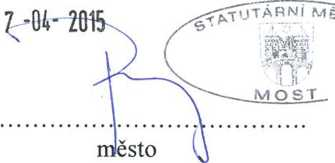 7 -04- 2015
STATUTÁRNÍ MĚ
MOST
město